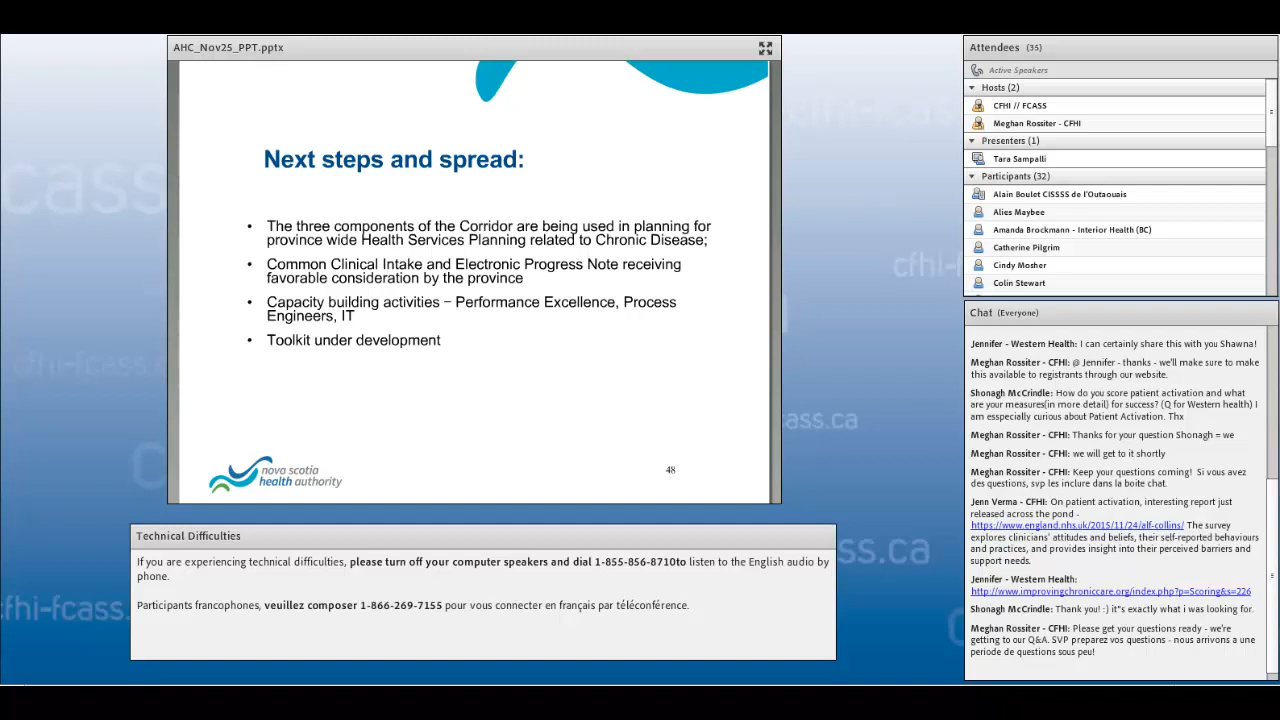 AHC_Nov25_PPT.pptx
Next steps and spread:
• The three components of the Corridor are being used in planning for
province wide Health Services Planning related to Chronic Disease;
• Common Clinical Intake and Electronic Progress Note receiving
favorable consideration by the province
• Capacity building activities – Performance Excellence, Process
Engineers, IT
• Toolkit under development
nova scotia
health authority
48
Technical Difficulties
If you are experiencing technical difficulties, please turn off your computer speakers and dial 1-855-856-8710to listen to the English audio by
phone.
Participants francophones, veuillez composer 1-866-269-7155 pour vous connecter en français par téléconférence.
Attendees (35)
Active Speakers
Hosts (2)
CFHI // FCASS
Meghan Rossiter - CFHI
Presenters (1)
Tara Sampalli
Participants (32)
Alain Boulet CISSSS de l'Outaouais
Alies Maybee
Amanda Brockmann - Interior Health (BC)
Catherine Pilgrim
Cindy Mosher
Colin Stewart
Chat (Everyone)
Jennifer - Western Health: I can certainly share this with you Shawna!
Meghan Rossiter - CFHI: @ Jennifer - thanks - we'll make sure to make
this available to registrants through our website.
Shonagh McCrindle: How do you score patient activation and what
are your measures(in more detail) for success? (Q for Western health) I
am esspecially curious about Patient Activation. Thx
Meghan Rossiter - CFHI: Thanks for your question Shonagh = we
Meghan Rossiter - CFHI: we will get to it shortly
Meghan Rossiter - CFHI: Keep your questions coming! Si vous avez
des questions, svp les inclure dans la boite chat.
Jenn Verma - CFHI: On patient activation, interesting report just
released across the pond -
https://www.england.nhs.uk/2015/11/24/alf-collins/ The survey
explores clinicians' attitudes and beliefs, their self-reported behaviours
and practices, and provides insight into their perceived barriers and
support needs.
Jennifer - Western Health:
http://www.improvingchroniccare.org/index.php?p=Scoring&s=226
Shonagh McCrindle: Thank you! :) it"s exactly what i was looking for.
Meghan Rossiter - CFHI: Please get your questions ready - we're
getting to our Q&A. SVP preparez vos questions - nous arrivons a une
periode de questions sous peu!
cass
cfhi-f
cfhi-fcass.
cass.ca
cass.ca
cfhi-fcass.